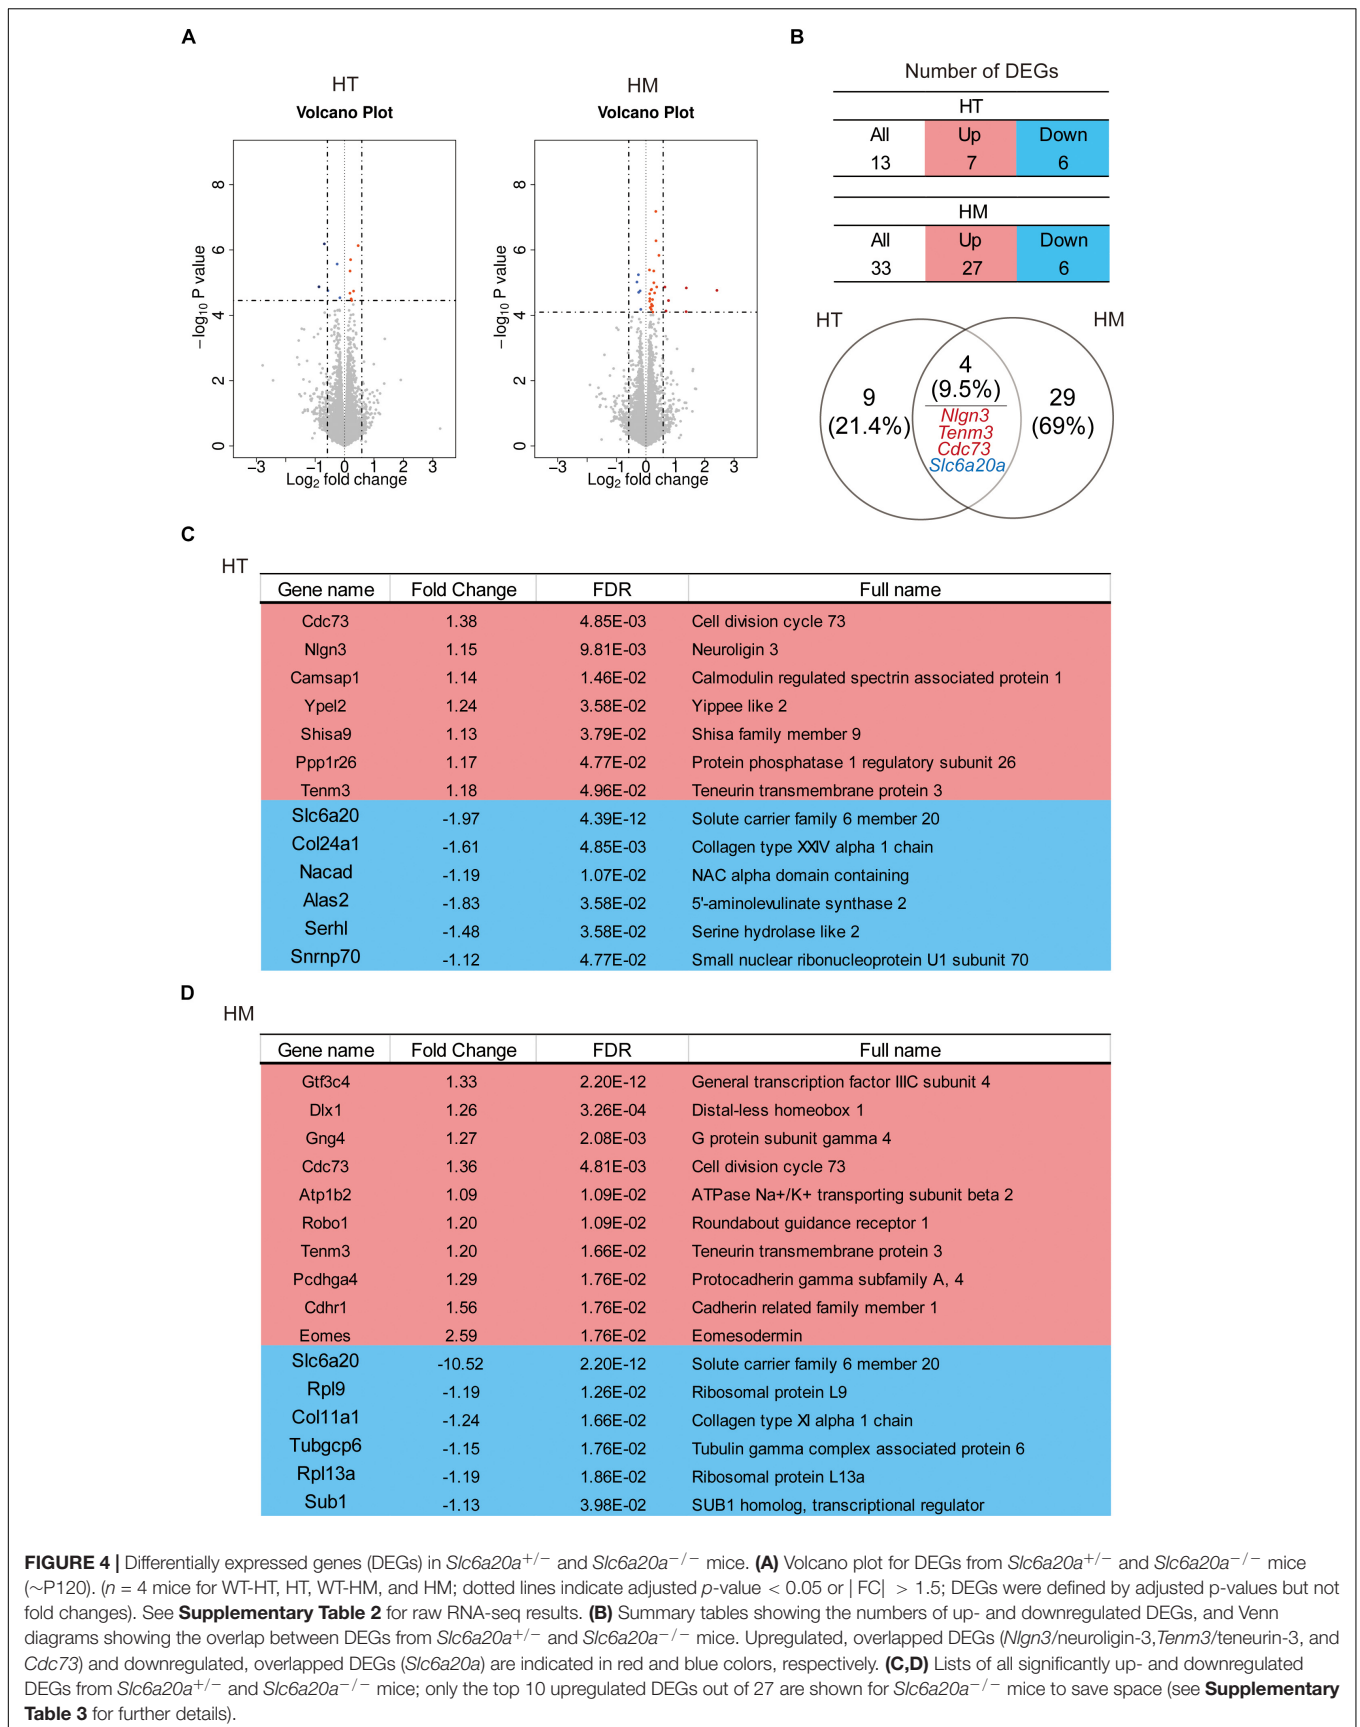 A
HT
Volcano Plot
−log10 P value
8
6
4
2
0
−3
−1
0
1
3
Log2 fold change
HM
Volcano Plot
−log10 P value
8
6
4
2
0
−3
−1
0
1
3
Log2 fold change
B
Number of DEGs
HT
All Up Down
13 7 6
HM
All Up Down
33 27 6
HT
HM
9
(21.4%)
4
(9.5%)
Nlgn3
Tenm3
Cdc73
Slc6a20a
29
(69%)
C
HT
Gene name Fold Change FDR Full name
Cdc73 1.38 4.85E-03 Cell division cycle 73
Nlgn3 1.15 9.81E-03 Neuroligin 3
Camsap1 1.14 1.46E-02 Calmodulin regulated spectrin associated protein 1
Ypel2 1.24 3.58E-02 Yippee like 2
Shisa9 1.13 3.79E-02 Shisa family member 9
Ppp1r26 1.17 4.77E-02 Protein phosphatase 1 regulatory subunit 26
Tenm3 1.18 4.96E-02 Teneurin transmembrane protein 3
Slc6a20 -1.97 4.39E-12 Solute carrier family 6 member 20
Col24a1 -1.61 4.85E-03 Collagen type XXIV alpha 1 chain
Nacad -1.19 1.07E-02 NAC alpha domain containing
Alas2 -1.83 3.58E-02 5'-aminolevulinate synthase 2
Serhl -1.48 3.58E-02 Serine hydrolase like 2
Snrnp70 -1.12 4.77E-02 Small nuclear ribonucleoprotein U1 subunit 70
D
HM
Gene name Fold Change FDR Full name
Gtf3c4 1.33 2.20E-12 General transcription factor IIIC subunit 4
Dlx1 1.26 3.26E-04 Distal-less homeobox 1
Gng4 1.27 2.08E-03 G protein subunit gamma 4
Cdc73 1.36 4.81E-03 Cell division cycle 73
Atp1b2 1.09 1.09E-02 ATPase Na+/K+ transporting subunit beta 2
Robo1 1.20 1.09E-02 Roundabout guidance receptor 1
Tenm3 1.20 1.66E-02 Teneurin transmembrane protein 3
Pcdhga4 1.29 1.76E-02 Protocadherin gamma subfamily A, 4
Cdhr1 1.56 1.76E-02 Cadherin related family member 1
Eomes 2.59 1.76E-02 Eomesodermin
Slc6a20 -10.52 2.20E-12 Solute carrier family 6 member 20
Rpl9 -1.19 1.26E-02 Ribosomal protein L9
Col11a1 -1.24 1.66E-02 Collagen type XI alpha 1 chain
Tubgcp6 -1.15 1.76E-02 Tubulin gamma complex associated protein 6
Rpl13a -1.19 1.86E-02 Ribosomal protein L13a
Sub1 -1.13 3.98E-02 SUB1 homolog, transcriptional regulator
FIGURE 4 | Differentially expressed genes (DEGs) in Slc6a20a+/− and Slc6a20a−/− mice. (A) Volcano plot for DEGs from Slc6a20a+/− and Slc6a20a−/− mice
(∼P120). (n = 4 mice for WT-HT, HT, WT-HM, and HM; dotted lines indicate adjusted p-value < 0.05 or | FC| > 1.5; DEGs were defined by adjusted p-values but not
fold changes). See Supplementary Table 2 for raw RNA-seq results. (B) Summary tables showing the numbers of up- and downregulated DEGs, and Venn
diagrams showing the overlap between DEGs from Slc6a20a+/− and Slc6a20a−/− mice. Upregulated, overlapped DEGs (Nlgn3/neuroligin-3,Tenm3/teneurin-3, and
Cdc73) and downregulated, overlapped DEGs (Slc6a20a) are indicated in red and blue colors, respectively. (C,D) Lists of all significantly up- and downregulated
DEGs from Slc6a20a+/− and Slc6a20a−/− mice; only the top 10 upregulated DEGs out of 27 are shown for Slc6a20a−/− mice to save space (see Supplementary
Table 3 for further details).